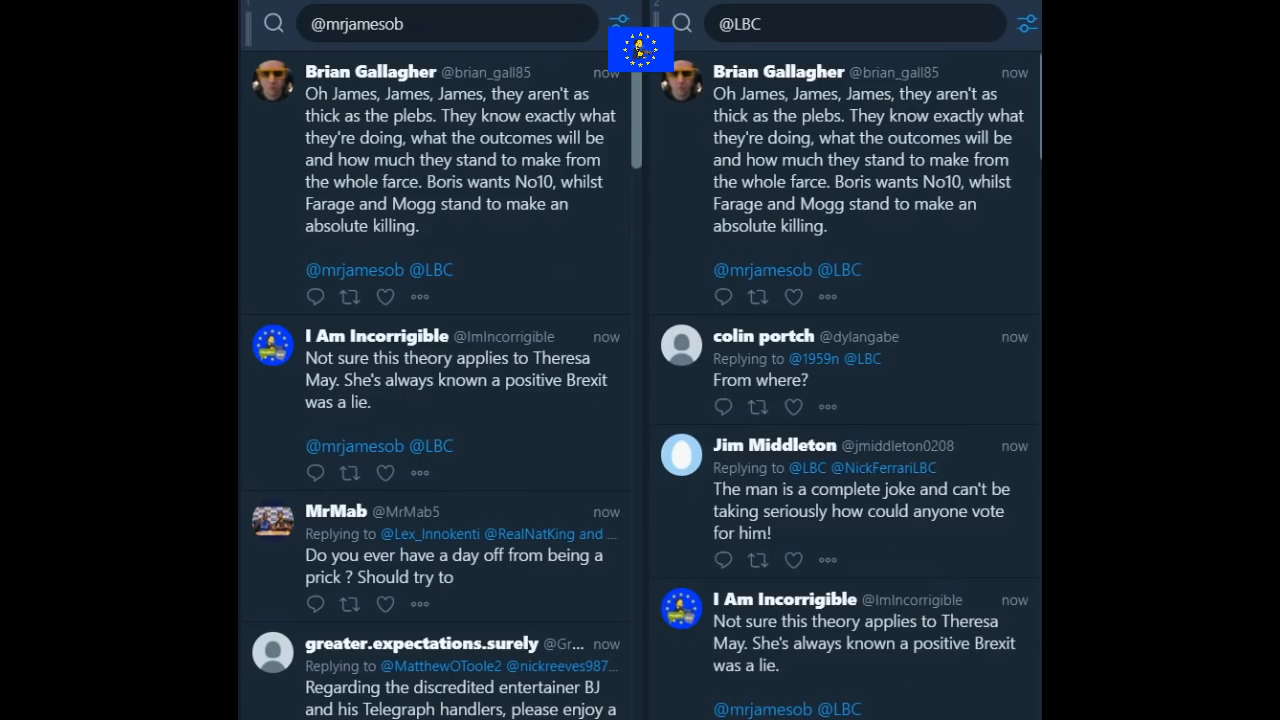 @mrjamesob
Brian Gallagher @brian_gall85 now
Oh James, James, James, they aren't as
thick as the plebs. They know exactly what
they're doing, what the outcomes will be
and how much they stand to make from
the whole farce. Boris wants No10, whilst
Farage and Mogg stand to make an
absolute killing.
@mrjamesob @LBC
I Am Incorrigible @ImIncorrigible now
Not sure this theory applies to Theresa
May. She's always known a positive Brexit
was a lie.
@mrjamesob @LBC
MrMab @MrMab5 now
Replying to @Lex_Innokenti @RealNatKing and ...
Do you ever have a day off from being a
prick ? Should try to
greater.expectations.surely @Gr... now
Replying to @MatthewOToole2 @nickreeves987...
Regarding the discredited entertainer BJ
and his Telegraph handlers, please enjoy a
2
@LBC
Brian Gallagher @brian_gall85 now
Oh James, James, James, they aren't as
thick as the plebs. They know exactly what
they're doing, what the outcomes will be
and how much they stand to make from
the whole farce. Boris wants No10, whilst
Farage and Mogg stand to make an
absolute killing.
@mrjamesob @LBC
colin portch @dylangabe now
Replying to @1959n @LBC
From where?
Jim Middleton @jmiddleton0208 now
Replying to @LBC @NickFerrariLBC
The man is a complete joke and can't be
taking seriously how could anyone vote
for him!
I Am Incorrigible @ImIncorrigible now
Not sure this theory applies to Theresa
May. She's always known a positive Brexit
was a lie.
@mrjamesob @LBC